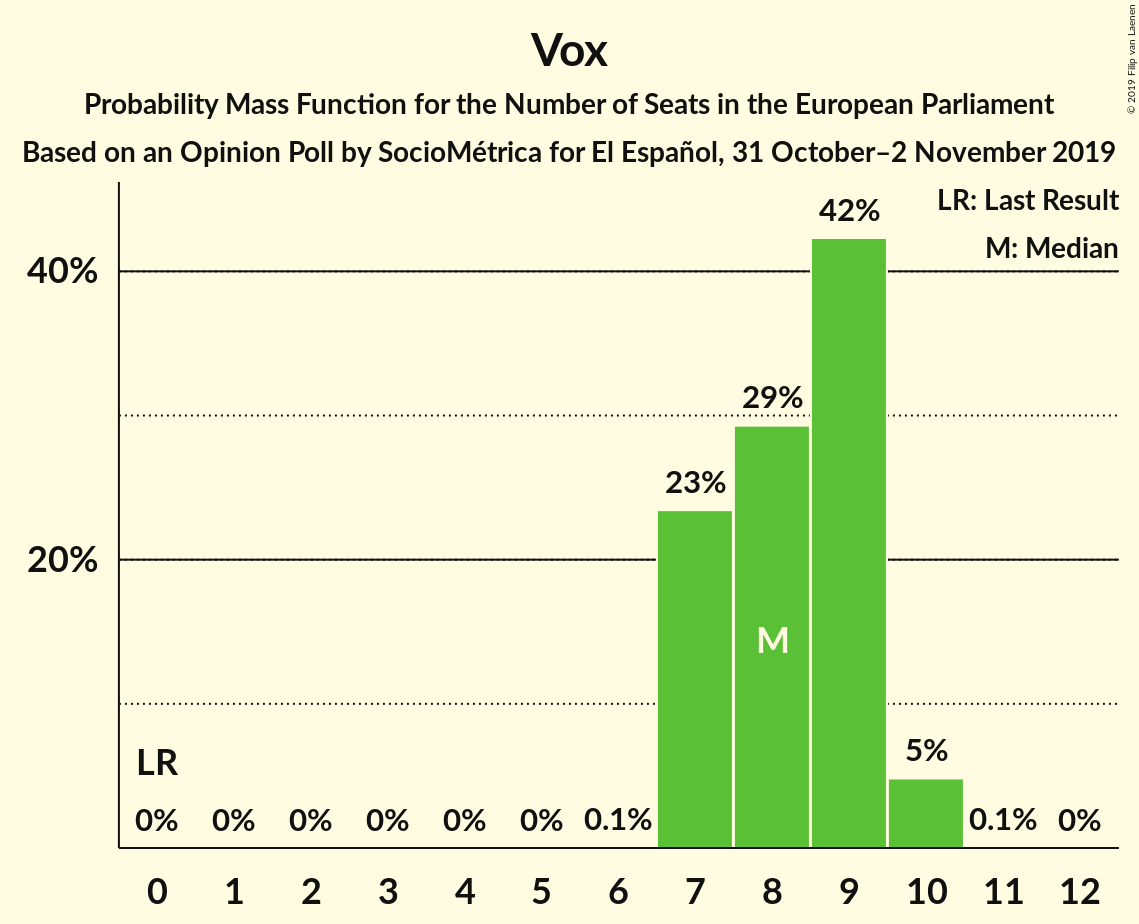 Vox
Probability Mass Function for the Number of Seats in the European Parliament
Based on an Opinion Poll by SocioMétrica for El Español, 31 October–2 November 2019
© 2019 Filip van Laenen
LR: Last Result
M: Median
40%
20%
42%
29%
23%
M
5%
LR
0% 0% 0% 0% 0% 0% 0.1% 0.1% 0%
0 1 2 3 4 5 6 7 8 9 10 11 12